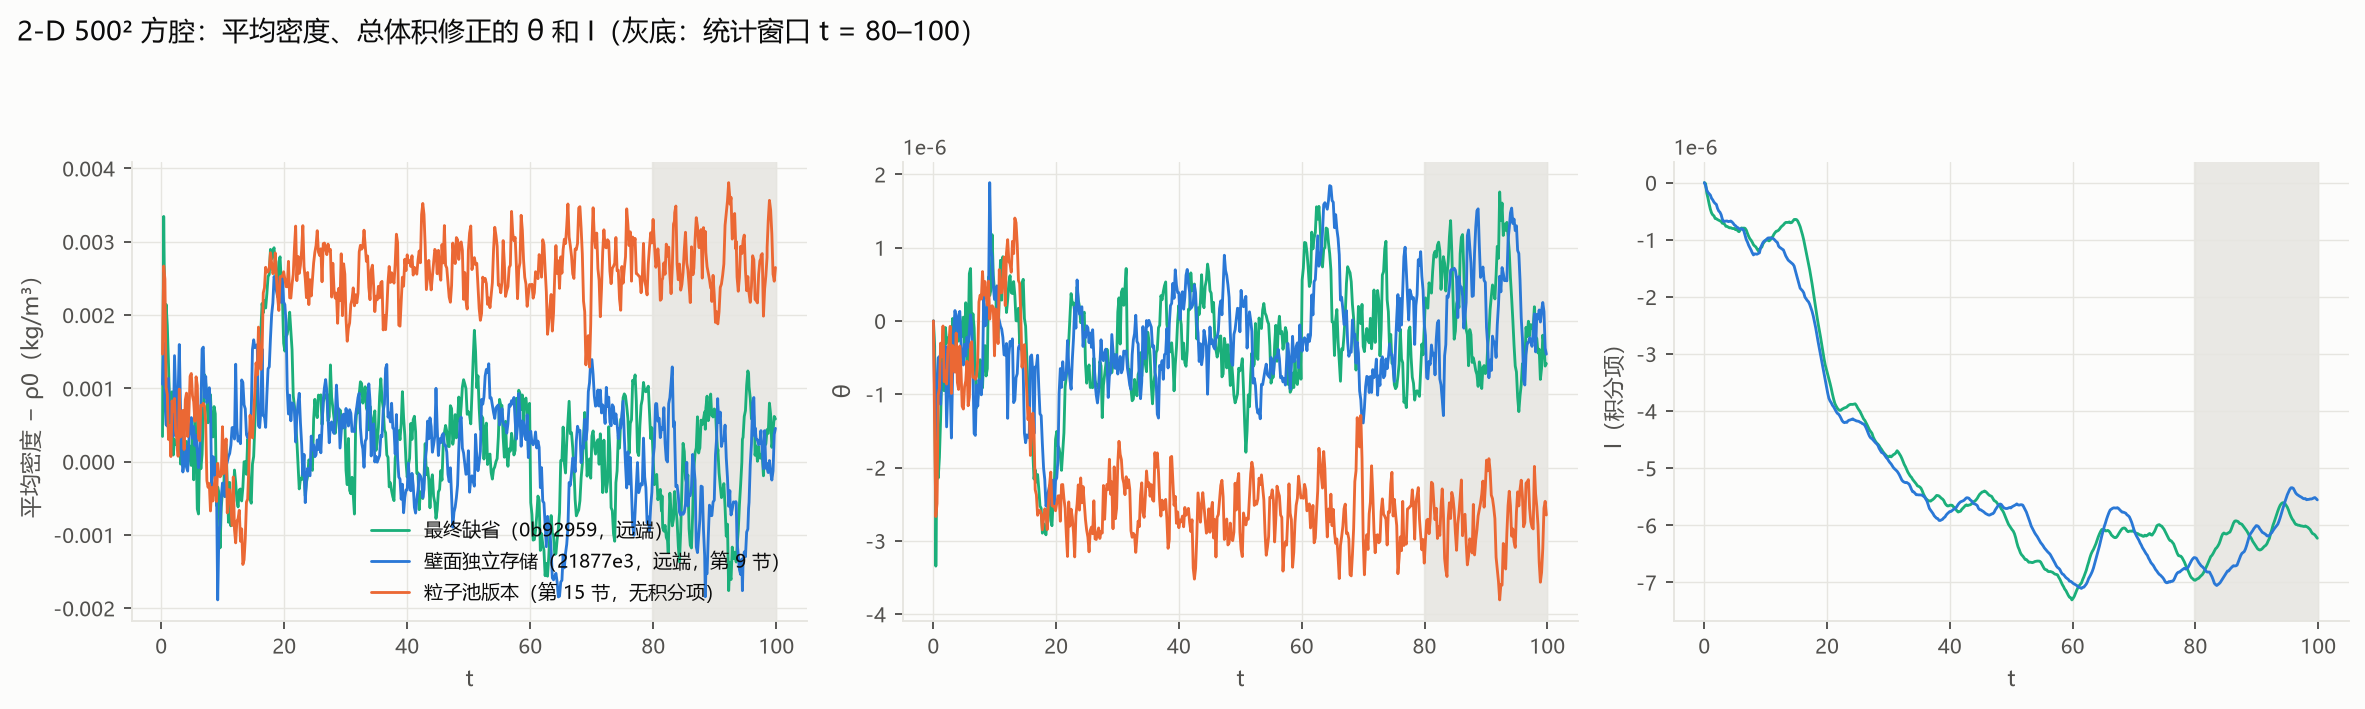 2-D 500² 方腔：平均密度、总体积修正的 θ 和 I（灰底：统计窗口 t = 80–100）
平均密度 − ρ0（kg/m³）
0.004
0.003
0.002
0.001
0.000
-0.001
-0.002
最终缺省（0b92959，远端）
壁面独立存储（21877e3，远端，第 9 节）
粒子池版本（第 15 节，无积分项）
0 20 40 60 80 100
t
1e-6
θ
2
1
0
-1
-2
-3
-4
0 20 40 60 80 100
t
1e-6
I（积分项）
0
-1
-2
-3
-4
-5
-6
-7
0 20 40 60 80 100
t